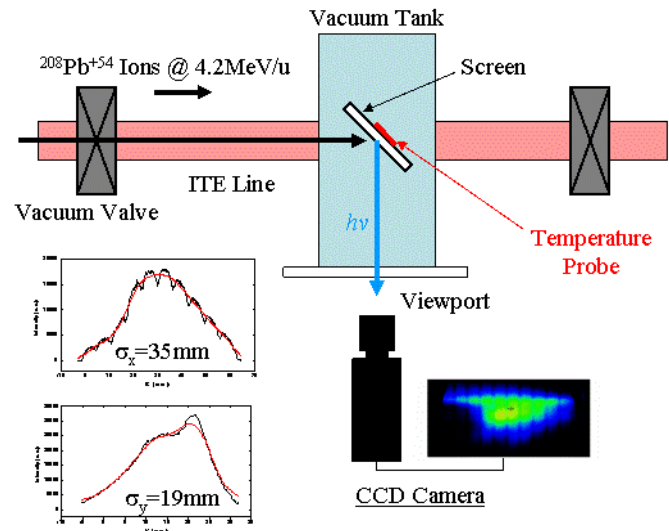 Vacuum Tank
²⁰⁸Pb⁺⁵⁴ Ions @ 4.2MeV/u
Screen
ITE Line
Vacuum Valve
hν
Temperature
Probe
Viewport
σx=35mm
σy=19mm
CCD Camera